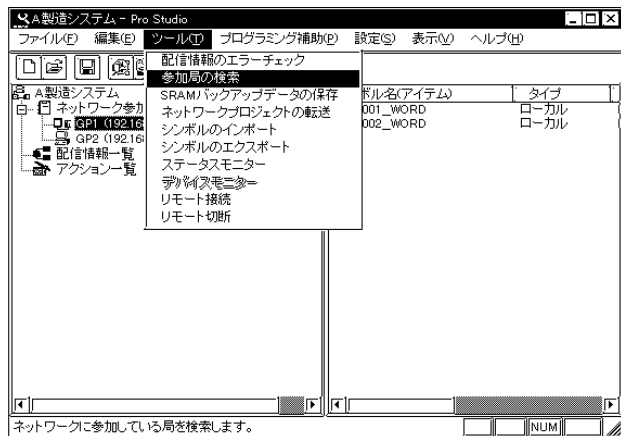 A製造システム - Pro Studio
ファイル(F) 編集(E) ツール(T) プログラミング補助(P) 設定(S) 表示(V) ヘルプ(H)
配信情報のエラーチェック
参加局の検索
SRAMバックアップデータの保存
ネットワークプロジェクトの転送
シンボルのインポート
シンボルのエクスポート
ステータスモニター
デバイスモニター
リモート接続
リモート切断
A製造システム
ネットワーク参加
GP1 (192.16
GP2 (192.16
配信情報一覧
アクション一覧
ボル名(アイテム) タイプ
001_WORD ローカル
002_WORD ローカル
ネットワークに参加している局を検索します。 NUM